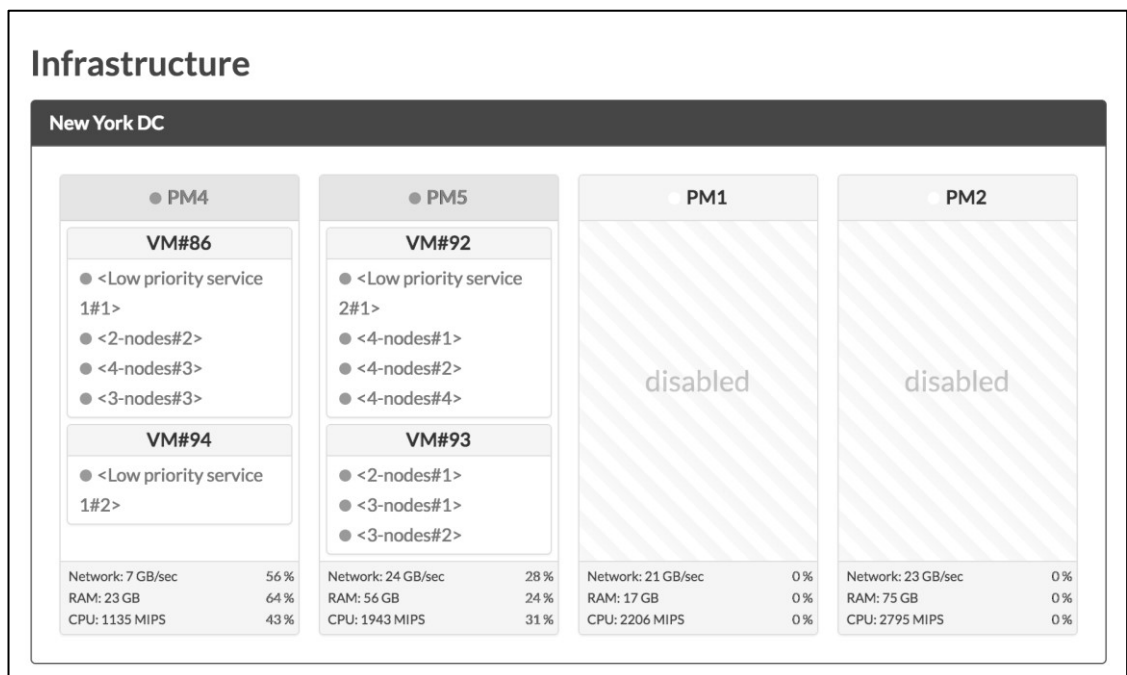 Infrastructure
New York DC
PM4
VM#86
<Low priority service
1#1>
<2-nodes#2>
<4-nodes#3>
<3-nodes#3>
VM#94
<Low priority service
1#2>
Network: 7 GB/sec 56 %
RAM: 23 GB 64 %
CPU: 1135 MIPS 43 %
PM5
VM#92
<Low priority service
2#1>
<4-nodes#1>
<4-nodes#2>
<4-nodes#4>
VM#93
<2-nodes#1>
<3-nodes#1>
<3-nodes#2>
Network: 24 GB/sec 28 %
RAM: 56 GB 24 %
CPU: 1943 MIPS 31 %
PM1
disabled
Network: 21 GB/sec 0 %
RAM: 17 GB 0 %
CPU: 2206 MIPS 0 %
PM2
disabled
Network: 23 GB/sec 0 %
RAM: 75 GB 0 %
CPU: 2795 MIPS 0 %